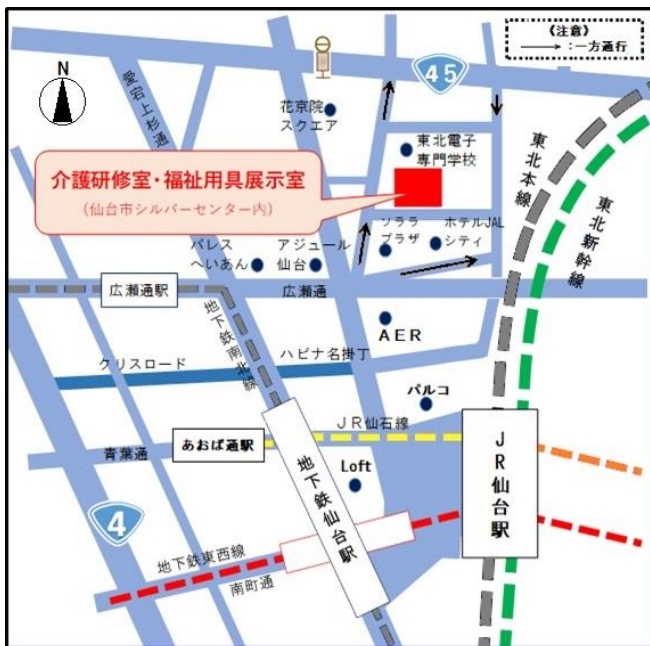 《注意》
→ :一方通行
N
45
愛宕上杉通
花京院
スクエア
東北電子
専門学校
東北本線
東北新幹線
介護研修室・福祉用具展示室
(仙台市シルバーセンター内)
ソララ
プラザ
ホテルJAL
シティ
パレス
へいあん
アジュール
仙台
広瀬通駅
広瀬通
地下鉄南北線
AER
クリスロード
ハピナ名掛丁
パルコ
JR仙石線
あおば通駅
青葉通
JR仙台駅
地下鉄仙台駅
Loft
4
地下鉄東西線
南町通